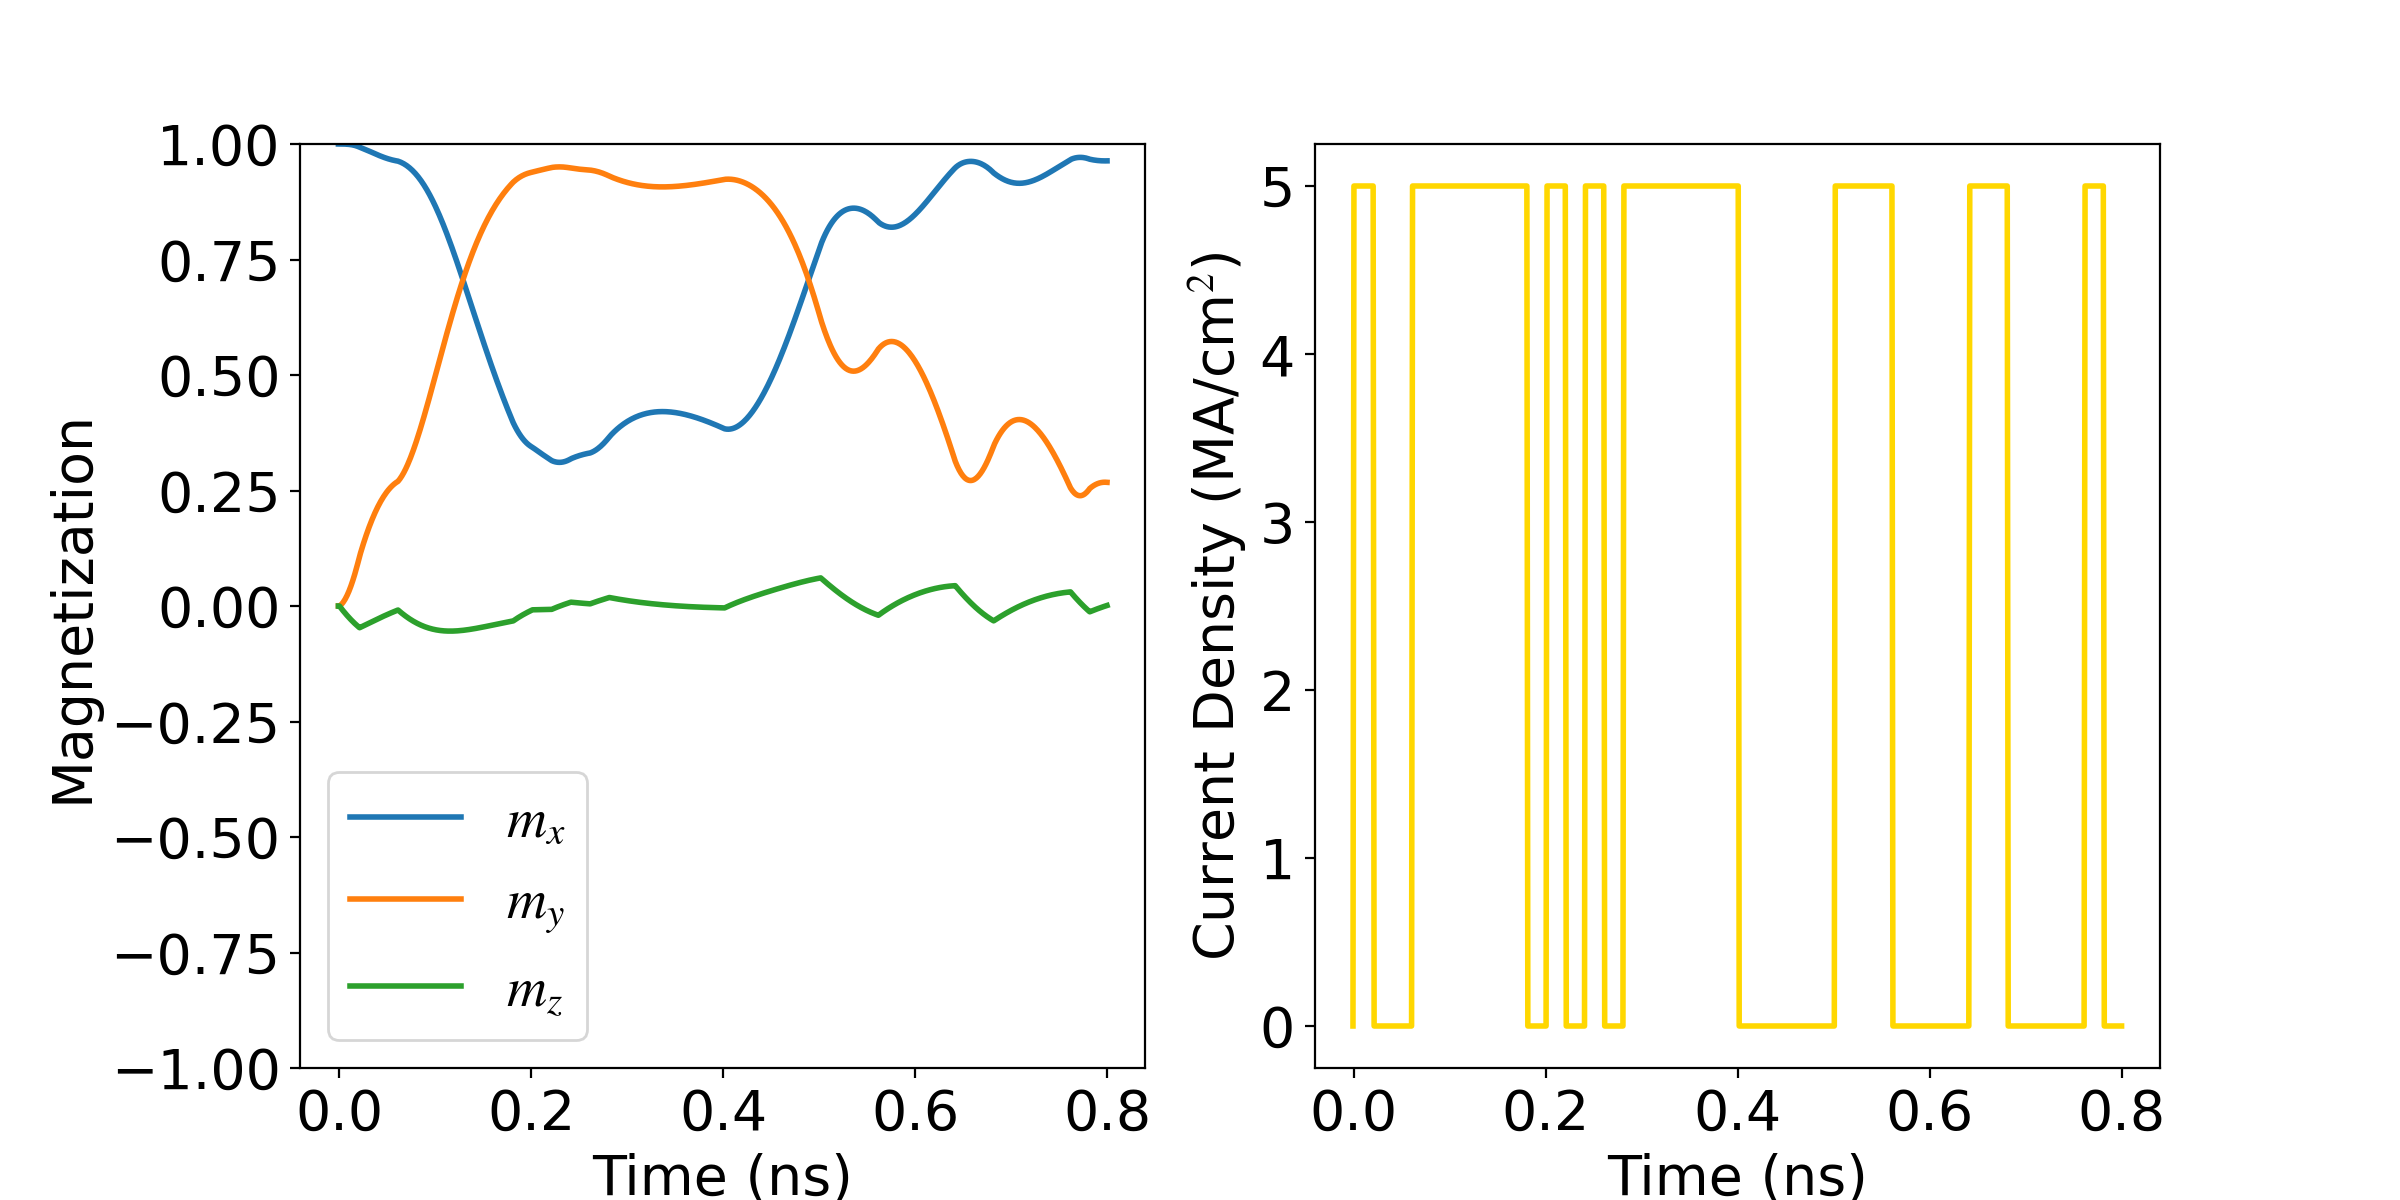 Magnetization
1.00
0.75
0.50
0.25
0.00
−0.25
−0.50
−0.75
−1.00
0.0 0.2 0.4 0.6 0.8
Time (ns)
m_x
m_y
m_z
Current Density (MA/cm²)
5
4
3
2
1
0
0.0 0.2 0.4 0.6 0.8
Time (ns)